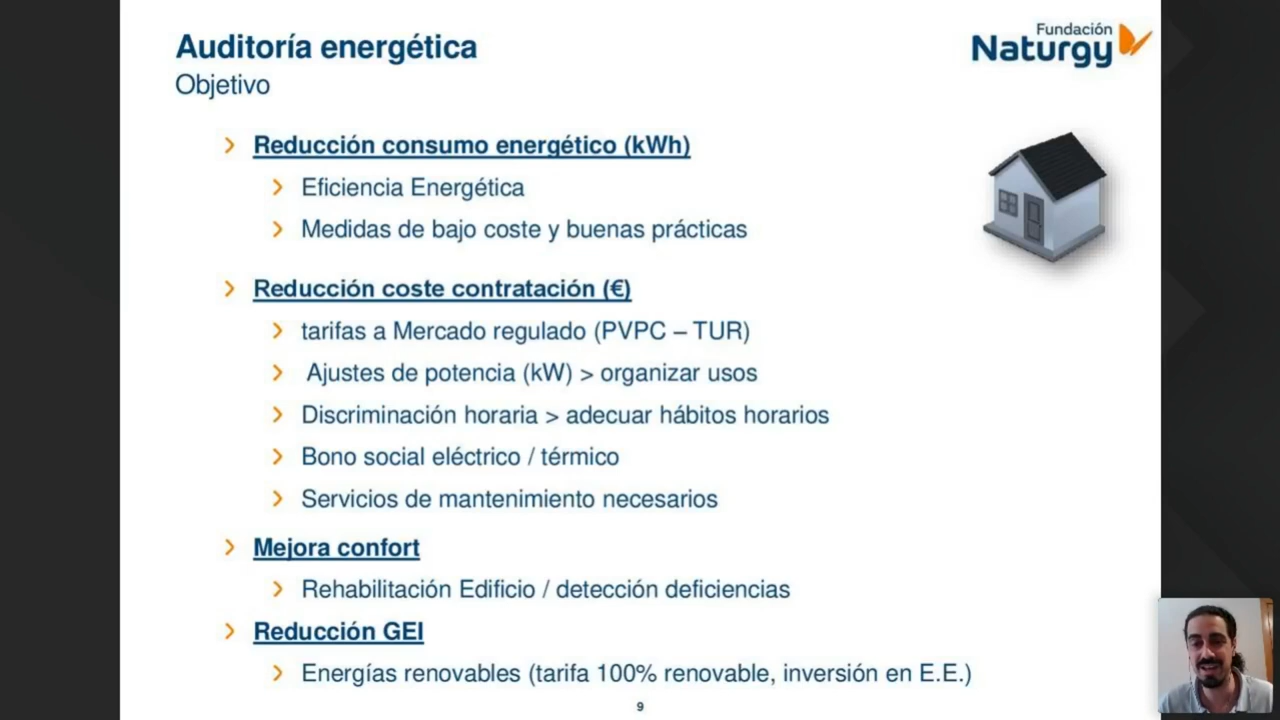 Auditoría energética
Objetivo
Fundación
Naturgy
Reducción consumo energético (kWh)
Eficiencia Energética
Medidas de bajo coste y buenas prácticas
Reducción coste contratación (€)
tarifas a Mercado regulado (PVPC – TUR)
Ajustes de potencia (kW) > organizar usos
Discriminación horaria > adecuar hábitos horarios
Bono social eléctrico / térmico
Servicios de mantenimiento necesarios
Mejora confort
Rehabilitación Edificio / detección deficiencias
Reducción GEI
Energías renovables (tarifa 100% renovable, inversión en E.E.)
9